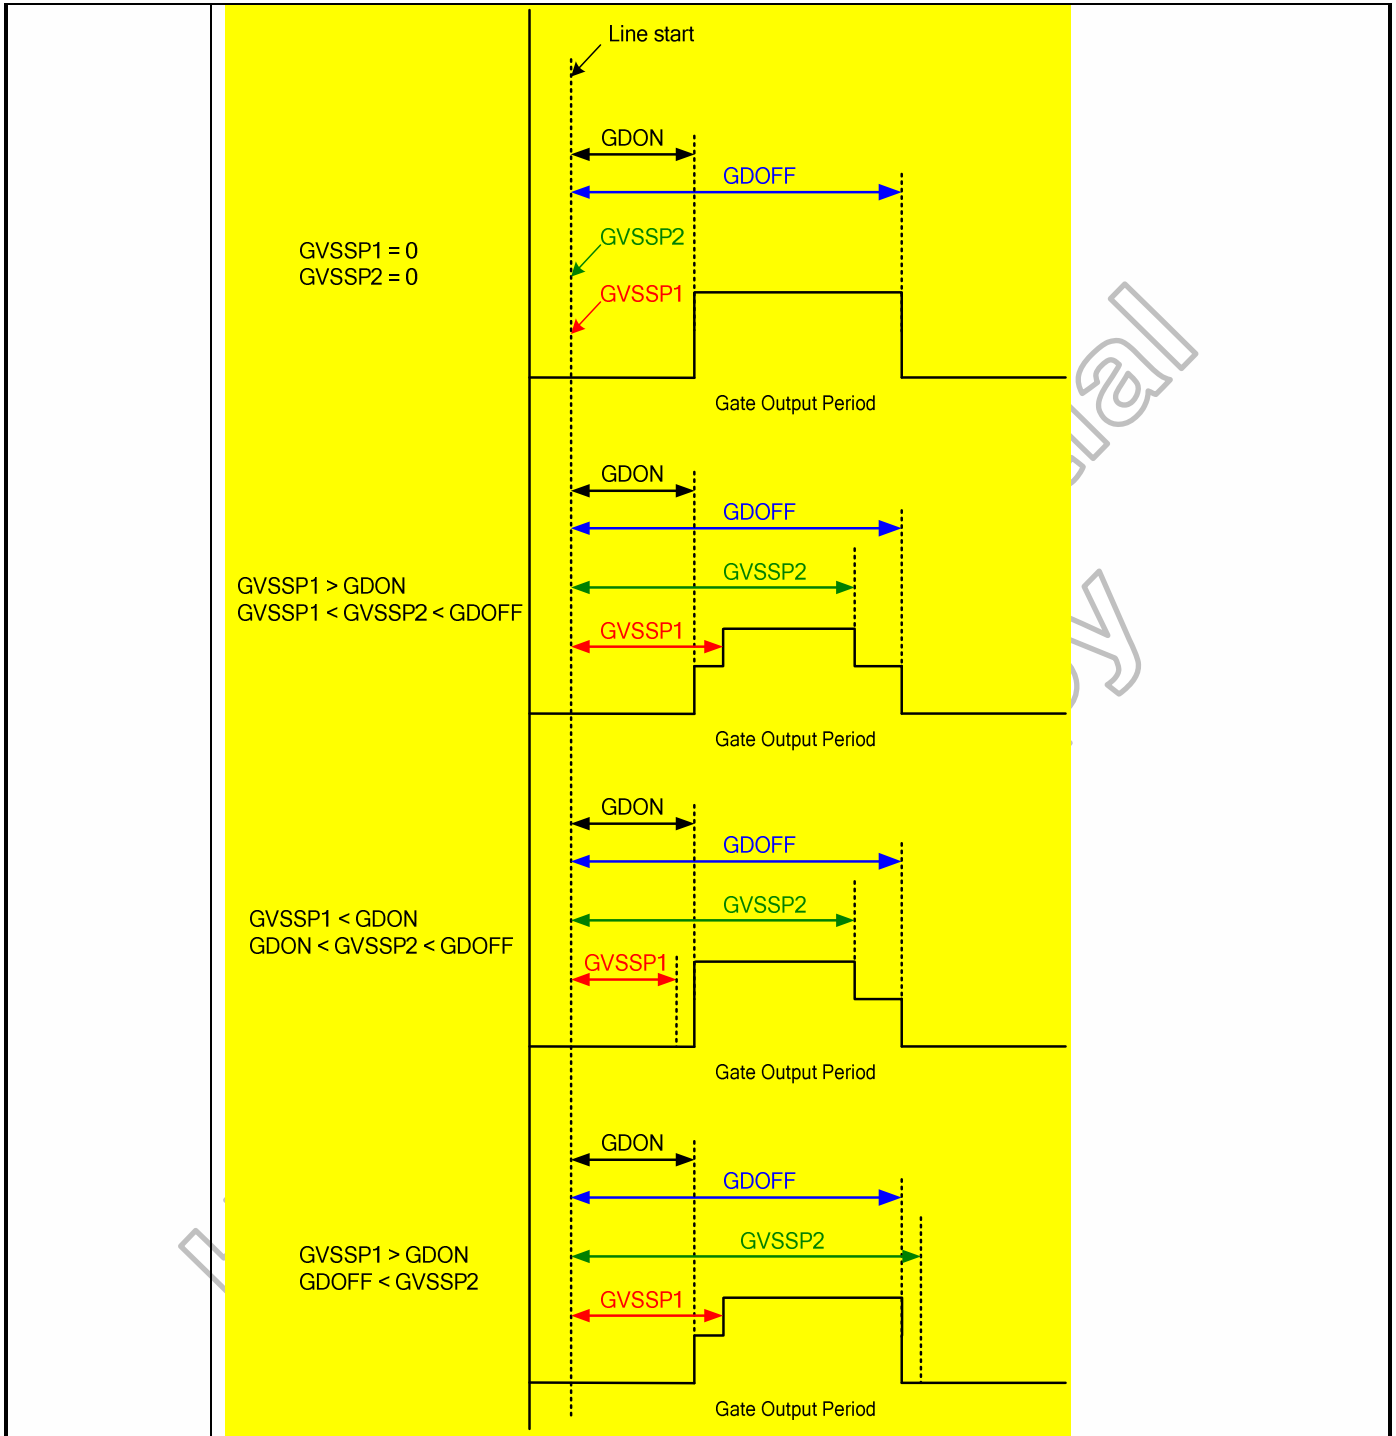 Line start
GDON
GDOFF
GVSSP1 = 0
GVSSP2 = 0
GVSSP2
GVSSP1
Gate Output Period
GDON
GDOFF
GVSSP1 > GDON
GVSSP1 < GVSSP2 < GDOFF
GVSSP2
GVSSP1
Gate Output Period
GDON
GDOFF
GVSSP1 < GDON
GDON < GVSSP2 < GDOFF
GVSSP2
GVSSP1
Gate Output Period
GDON
GDOFF
GVSSP1 > GDON
GDOFF < GVSSP2
GVSSP2
GVSSP1
Gate Output Period